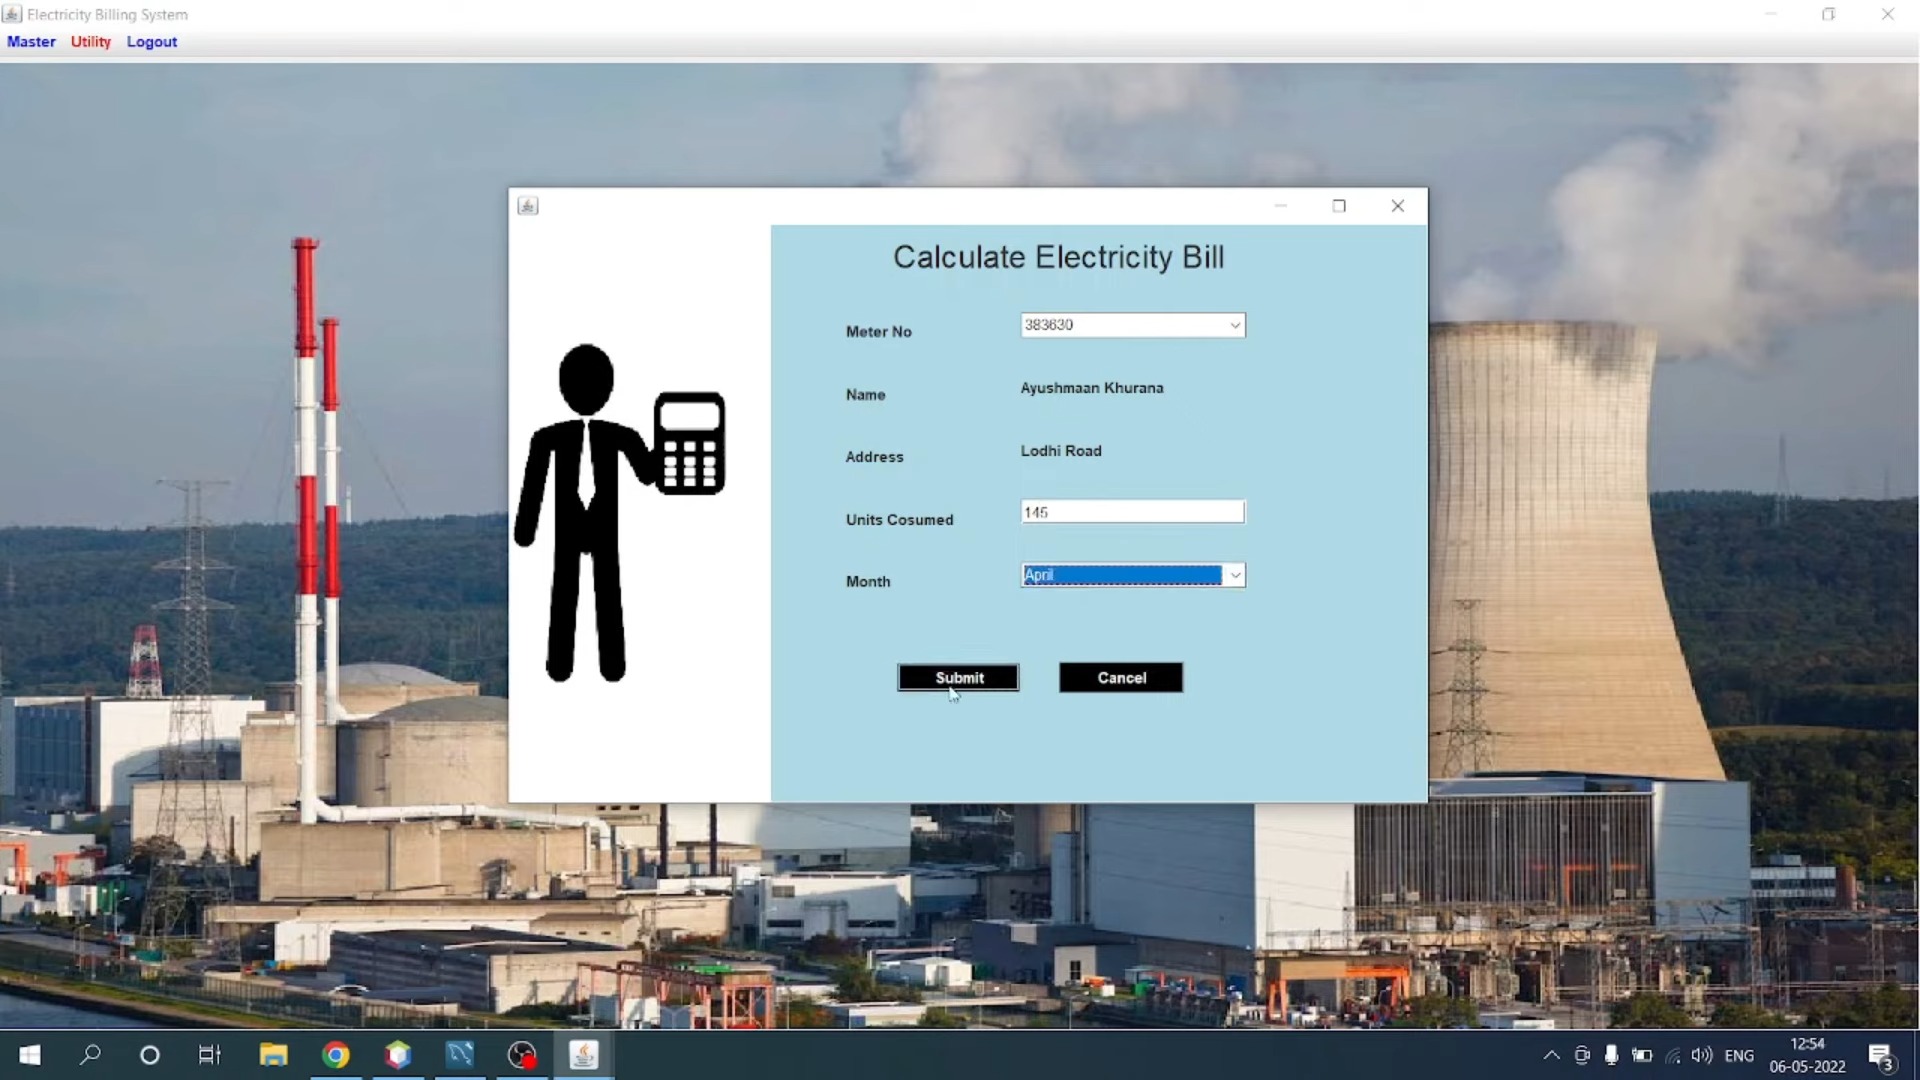 Electricity Billing System
Master Utility Logout
Calculate Electricity Bill
Meter No 383630
Name Ayushmaan Khurana
Address Lodhi Road
Units Cosumed 145
Month April
Submit Cancel
ENG 12:54 3
06-05-2022